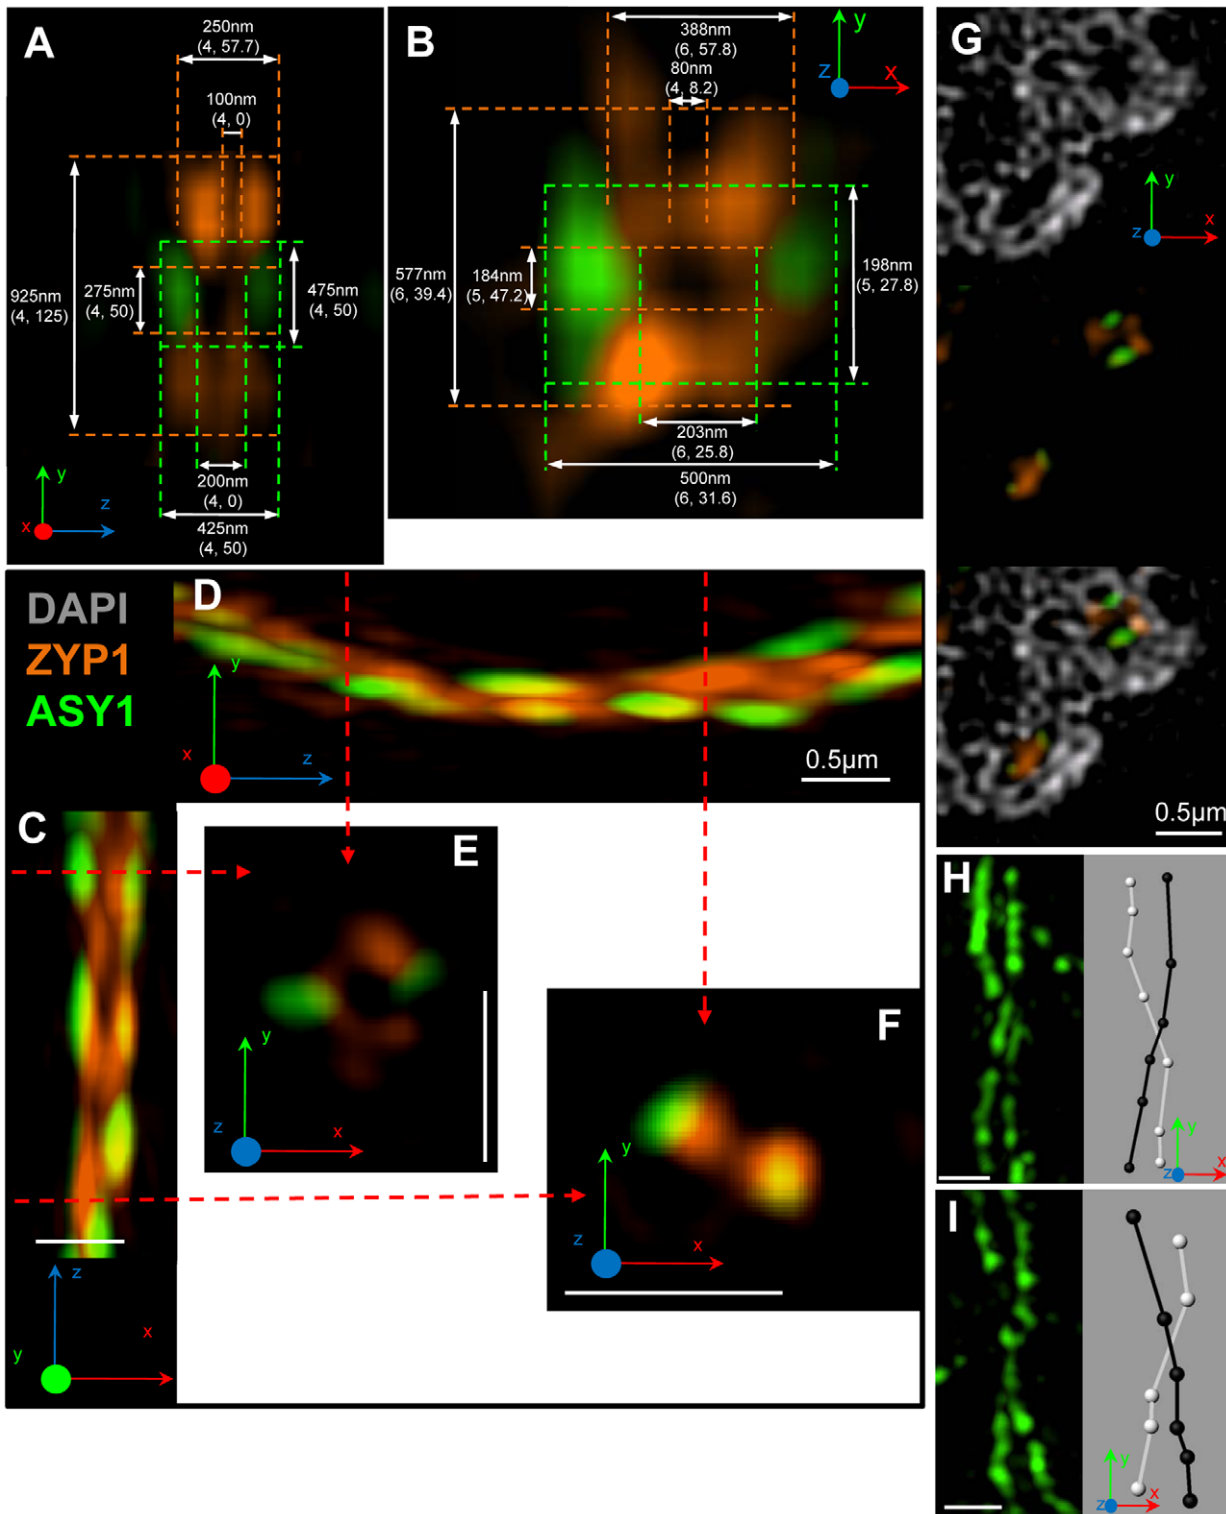 A
250nm
(4, 57.7)
100nm
(4, 0)
925nm
(4, 125)
275nm
(4, 50)
475nm
(4, 50)
200nm
(4, 0)
425nm
(4, 50)
y
x
z
B
388nm
(6, 57.8)
80nm
(4, 8.2)
577nm
(6, 39.4)
184nm
(5, 47.2)
198nm
(5, 27.8)
203nm
(6, 25.8)
500nm
(6, 31.6)
y
z
x
DAPI
ZYP1
ASY1
D
y
x
z
0.5µm
C
z
x
y
E
y
z
x
F
y
z
x
G
y
z
x
0.5µm
H
y
z
x
I
y
z
x